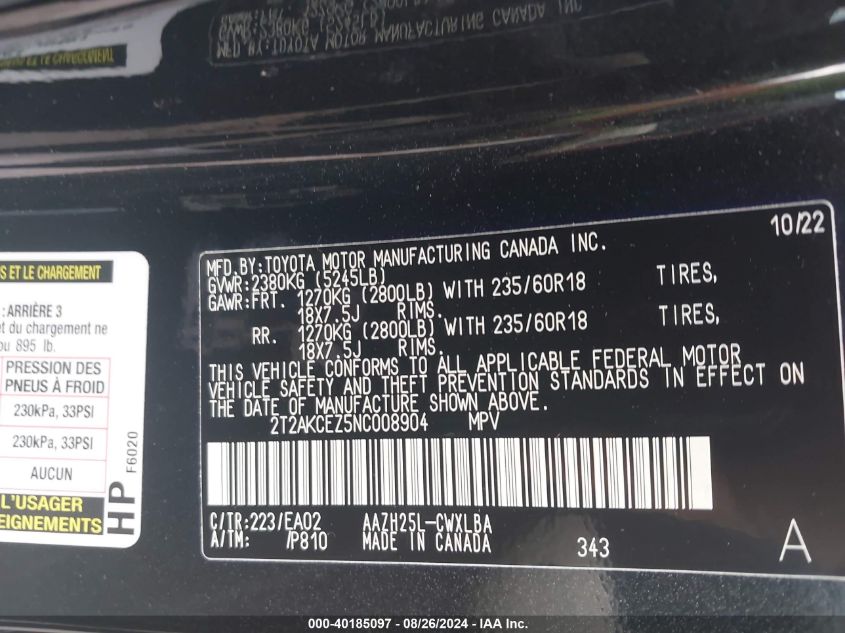 10/22
MFD.BY:TOYOTA MOTOR MANUFACTURING CANADA INC.
GVWR:2380KG (5245LB)
GAWR:FRT. 1270KG (2800LB) WITH 235/60R18 TIRES,
18X7.5J RIMS.
RR. 1270KG (2800LB) WITH 235/60R18 TIRES,
18X7.5J RIMS.
THIS VEHICLE CONFORMS TO ALL APPLICABLE FEDERAL MOTOR
VEHICLE SAFETY AND THEFT PREVENTION STANDARDS IN EFFECT ON
THE DATE OF MANUFACTURE SHOWN ABOVE.
2T2AKCEZ5NC008904 MPV
C/TR:223/EA02 AAZH25L-CWXLBA
A/TM: /P810 MADE IN CANADA 343 A
ET LE CHARGEMENT
:ARRIÈRE 3
du chargement ne
895 lb.
PRESSION DES
PNEUS À FROID
230kPa, 33PSI
230kPa, 33PSI
AUCUN
L'USAGER
HP
F6020
000-40185097 - 08/26/2024 - IAA Inc.